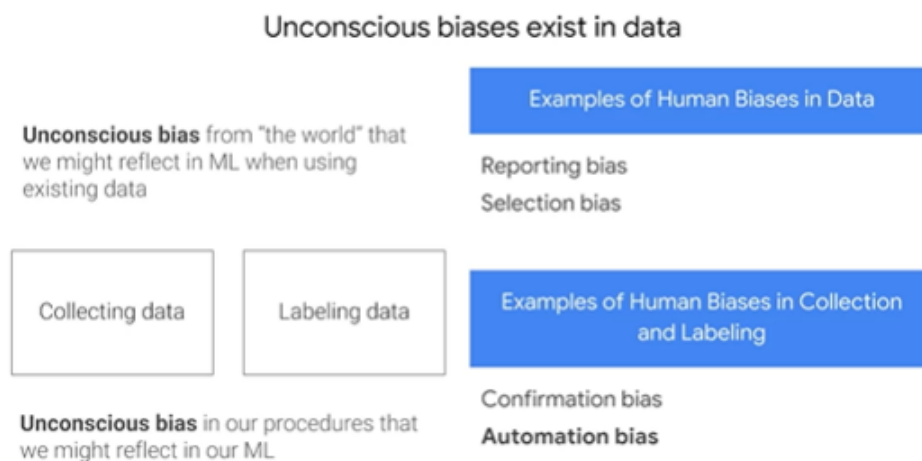 Unconscious biases exist in data
Unconscious bias from "the world" that
we might reflect in ML when using
existing data
Examples of Human Biases in Data
Reporting bias
Selection bias
Collecting data
Labeling data
Examples of Human Biases in Collection
and Labeling
Unconscious bias in our procedures that
we might reflect in our ML
Confirmation bias
Automation bias